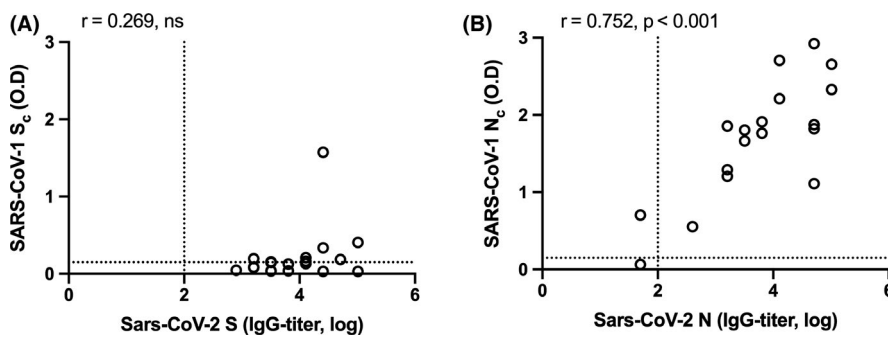 (A)
r = 0.269, ns
3
2
1
0
0
2
4
6
SARS-CoV-1 Sc (O.D)
Sars-CoV-2 S (IgG-titer, log)
(B)
r = 0.752, p < 0.001
3
2
1
0
0
2
4
6
SARS-CoV-1 Nc (O.D)
Sars-CoV-2 N (IgG-titer, log)